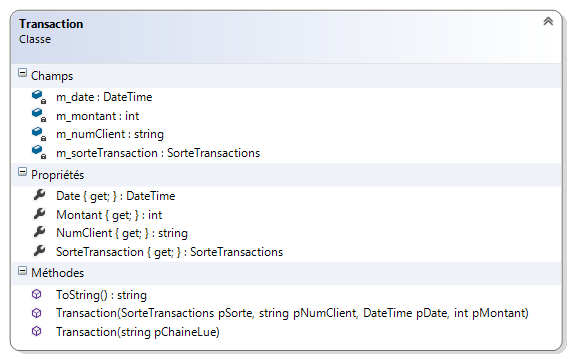 Transaction
Classe
Champs
m_date : DateTime
m_montant : int
m_numClient : string
m_sorteTransaction : SorteTransactions
Propriétés
Date { get; } : DateTime
Montant { get; } : int
NumClient { get; } : string
SorteTransaction { get; } : SorteTransactions
Méthodes
ToString() : string
Transaction(SorteTransactions pSorte, string pNumClient, DateTime pDate, int pMontant)
Transaction(string pChaineLue)